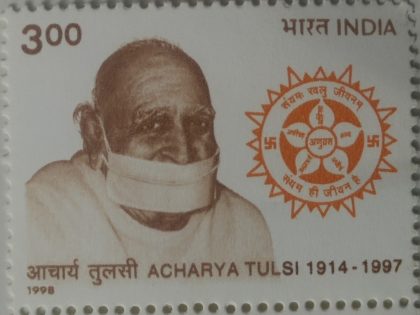 3.00
भारत INDIA
संयमः खलु जीवनम्
अणुव्रत
संयम ही जीवन है
आचार्य तुलसी ACHARYA TULSI 1914-1997
1998